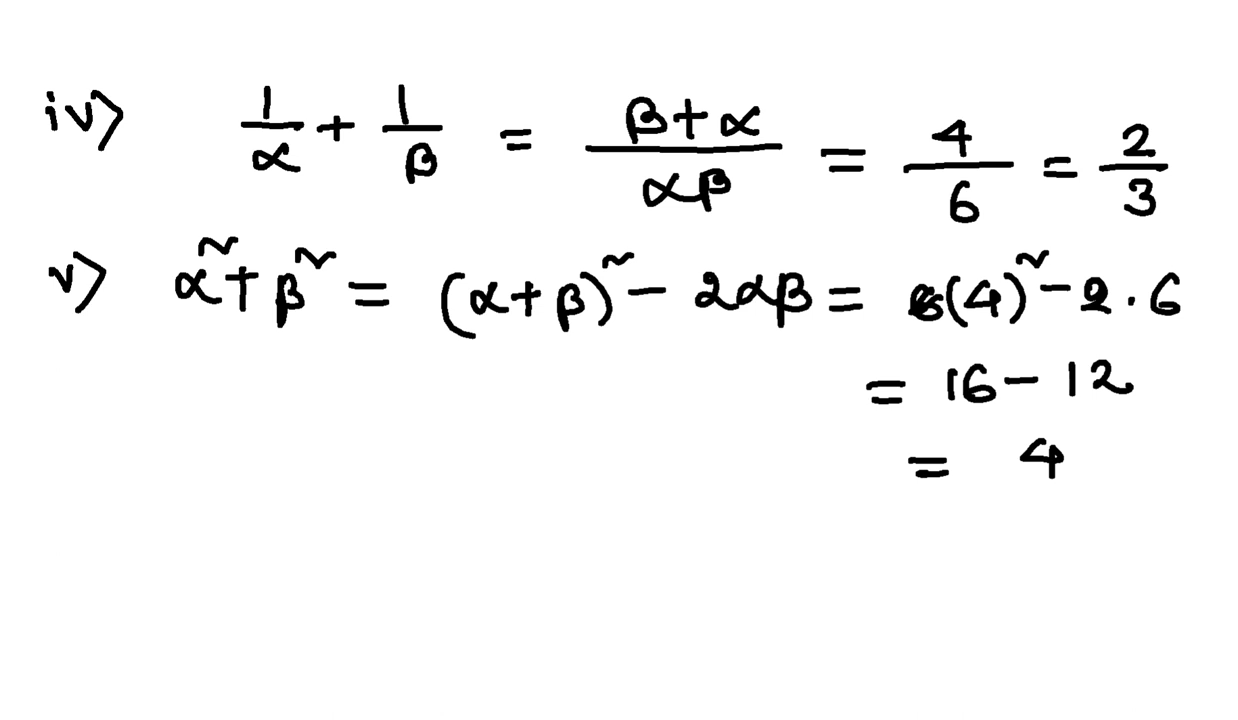 iv) 1/α + 1/β = β+α/αβ = 4/6 = 2/3
v) α² + β² = (α+β)² - 2αβ = (4)² - 2.6
= 16 - 12
= 4